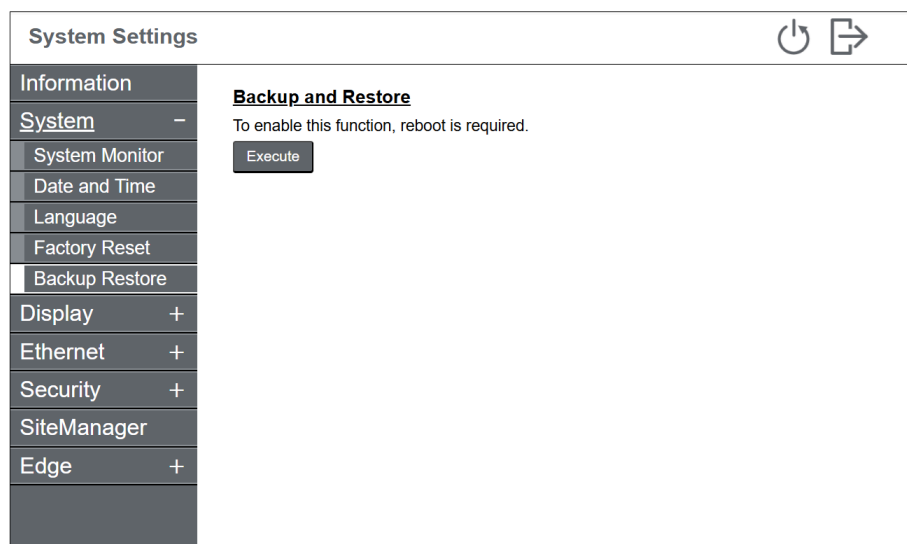 System Settings
Information
System −
System Monitor
Date and Time
Language
Factory Reset
Backup Restore
Display +
Ethernet +
Security +
SiteManager
Edge +
Backup and Restore
To enable this function, reboot is required.
Execute